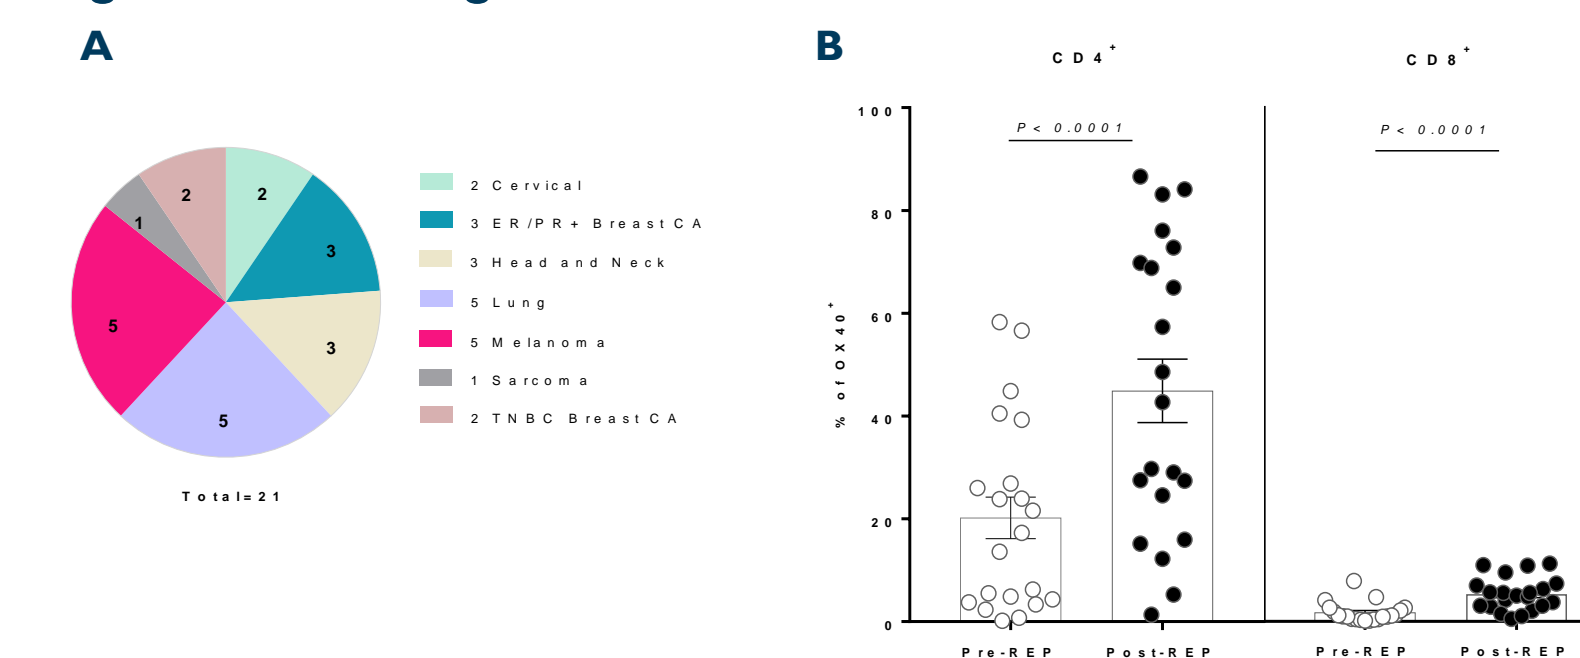 A
2
2
3
1
3
5
5
2 Cervical
3 ER/PR+ Breast CA
3 Head and Neck
5 Lung
5 Melanoma
1 Sarcoma
2 TNBC Breast CA
Total=21
B
CD4+
CD8+
P < 0.0001
P < 0.0001
% of OX40+
100
80
60
40
20
0
Pre-REP
Post-REP
Pre-REP
Post-REP